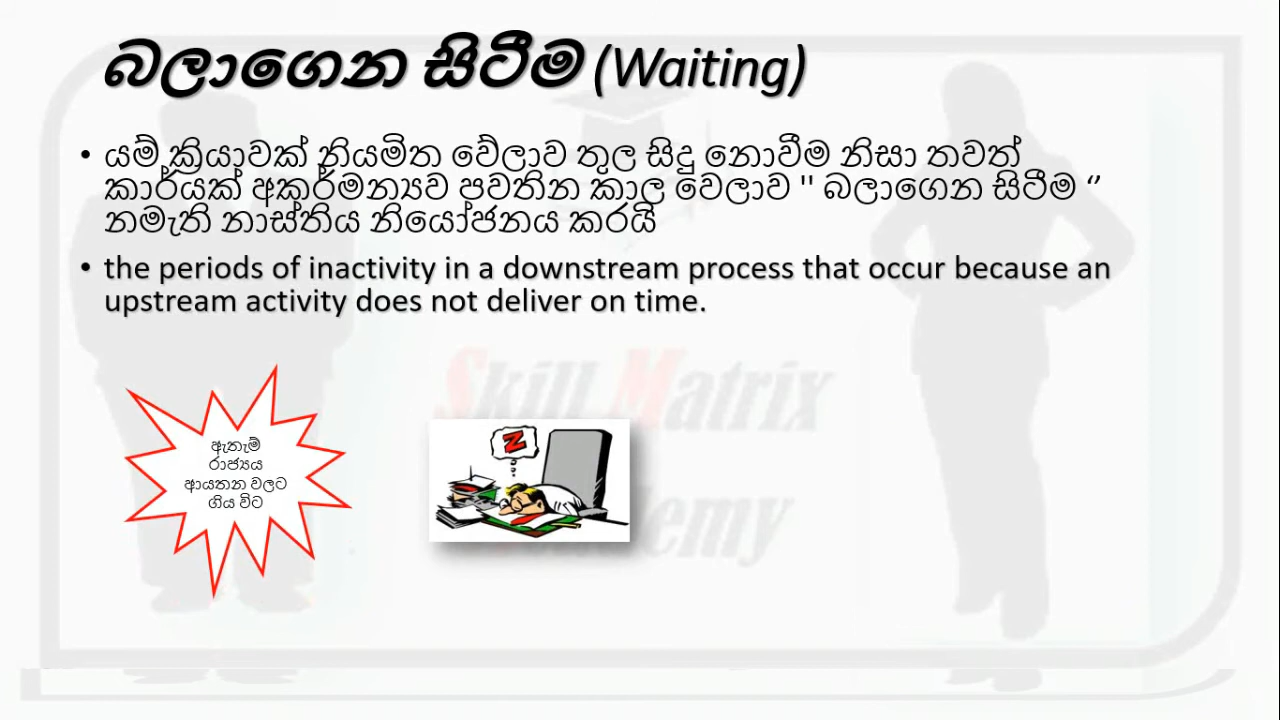 බලාගෙන සිටීම (Waiting)
• යම් ක්‍රියාවක් නියමිත වේලාව තුල සිදු නොවීම නිසා තවත්
කාර්යක් අකර්මන්‍යව පවතින කාල වෙලාව " බලාගෙන සිටීම ”
නමැති නාස්තිය නියෝජනය කරයි
• the periods of inactivity in a downstream process that occur because an
upstream activity does not deliver on time.
Skill Matrix
ඇතැම්
රාජ්‍යය
ආයතන වලට
ගිය විට
Z